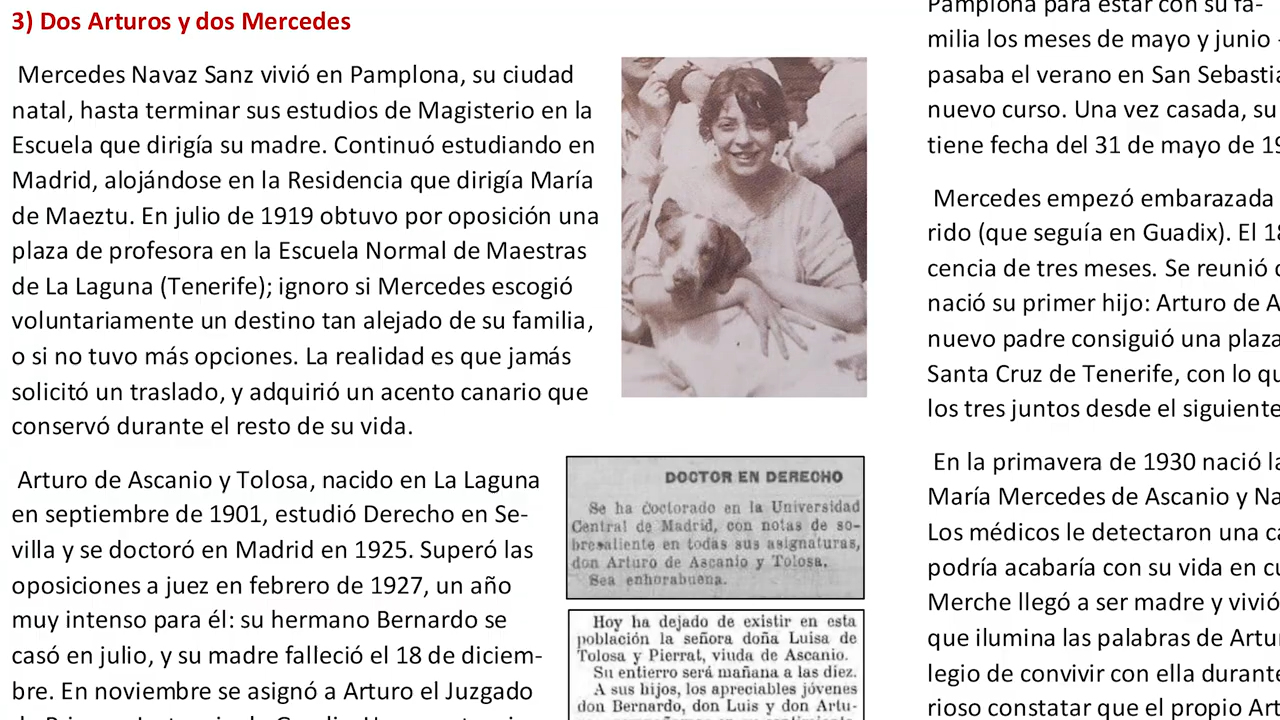 3) Dos Arturos y dos Mercedes
Mercedes Navaz Sanz vivió en Pamplona, su ciudad
natal, hasta terminar sus estudios de Magisterio en la
Escuela que dirigía su madre. Continuó estudiando en
Madrid, alojándose en la Residencia que dirigía María
de Maeztu. En julio de 1919 obtuvo por oposición una
plaza de profesora en la Escuela Normal de Maestras
de La Laguna (Tenerife); ignoro si Mercedes escogió
voluntariamente un destino tan alejado de su familia,
o si no tuvo más opciones. La realidad es que jamás
solicitó un traslado, y adquirió un acento canario que
conservó durante el resto de su vida.
Arturo de Ascanio y Tolosa, nacido en La Laguna
en septiembre de 1901, estudió Derecho en Se-
villa y se doctoró en Madrid en 1925. Superó las
oposiciones a juez en febrero de 1927, un año
muy intenso para él: su hermano Bernardo se
casó en julio, y su madre falleció el 18 de diciem-
bre. En noviembre se asignó a Arturo el Juzgado
DOCTOR EN DERECHO
Se ha doctorado en la Universidad
Central de Madrid, con notas de so-
bresaliente en todas sus asignaturas,
don Arturo de Ascanio y Tolosa.
Sea enhorabuena.
Hoy ha dejado de existir en esta
población la señora doña Luisa de
Tolosa y Pierrat, viuda de Ascanio.
Su entierro será mañana a las diez.
A sus hijos, los apreciables jóvenes
don Bernardo, don Luis y don Artu-
Pamplona para estar con su fa-
milia los meses de mayo y junio
pasaba el verano en San Sebastia
nuevo curso. Una vez casada, su
tiene fecha del 31 de mayo de 19
Mercedes empezó embarazada
rido (que seguía en Guadix). El 18
cencia de tres meses. Se reunió
nació su primer hijo: Arturo de A
nuevo padre consiguió una plaza
Santa Cruz de Tenerife, con lo qu
los tres juntos desde el siguiente
En la primavera de 1930 nació la
María Mercedes de Ascanio y Na
Los médicos le detectaron una ca
podría acabaría con su vida en cu
Merche llegó a ser madre y vivió
que ilumina las palabras de Artu
legio de convivir con ella durante
rioso constatar que el propio Art